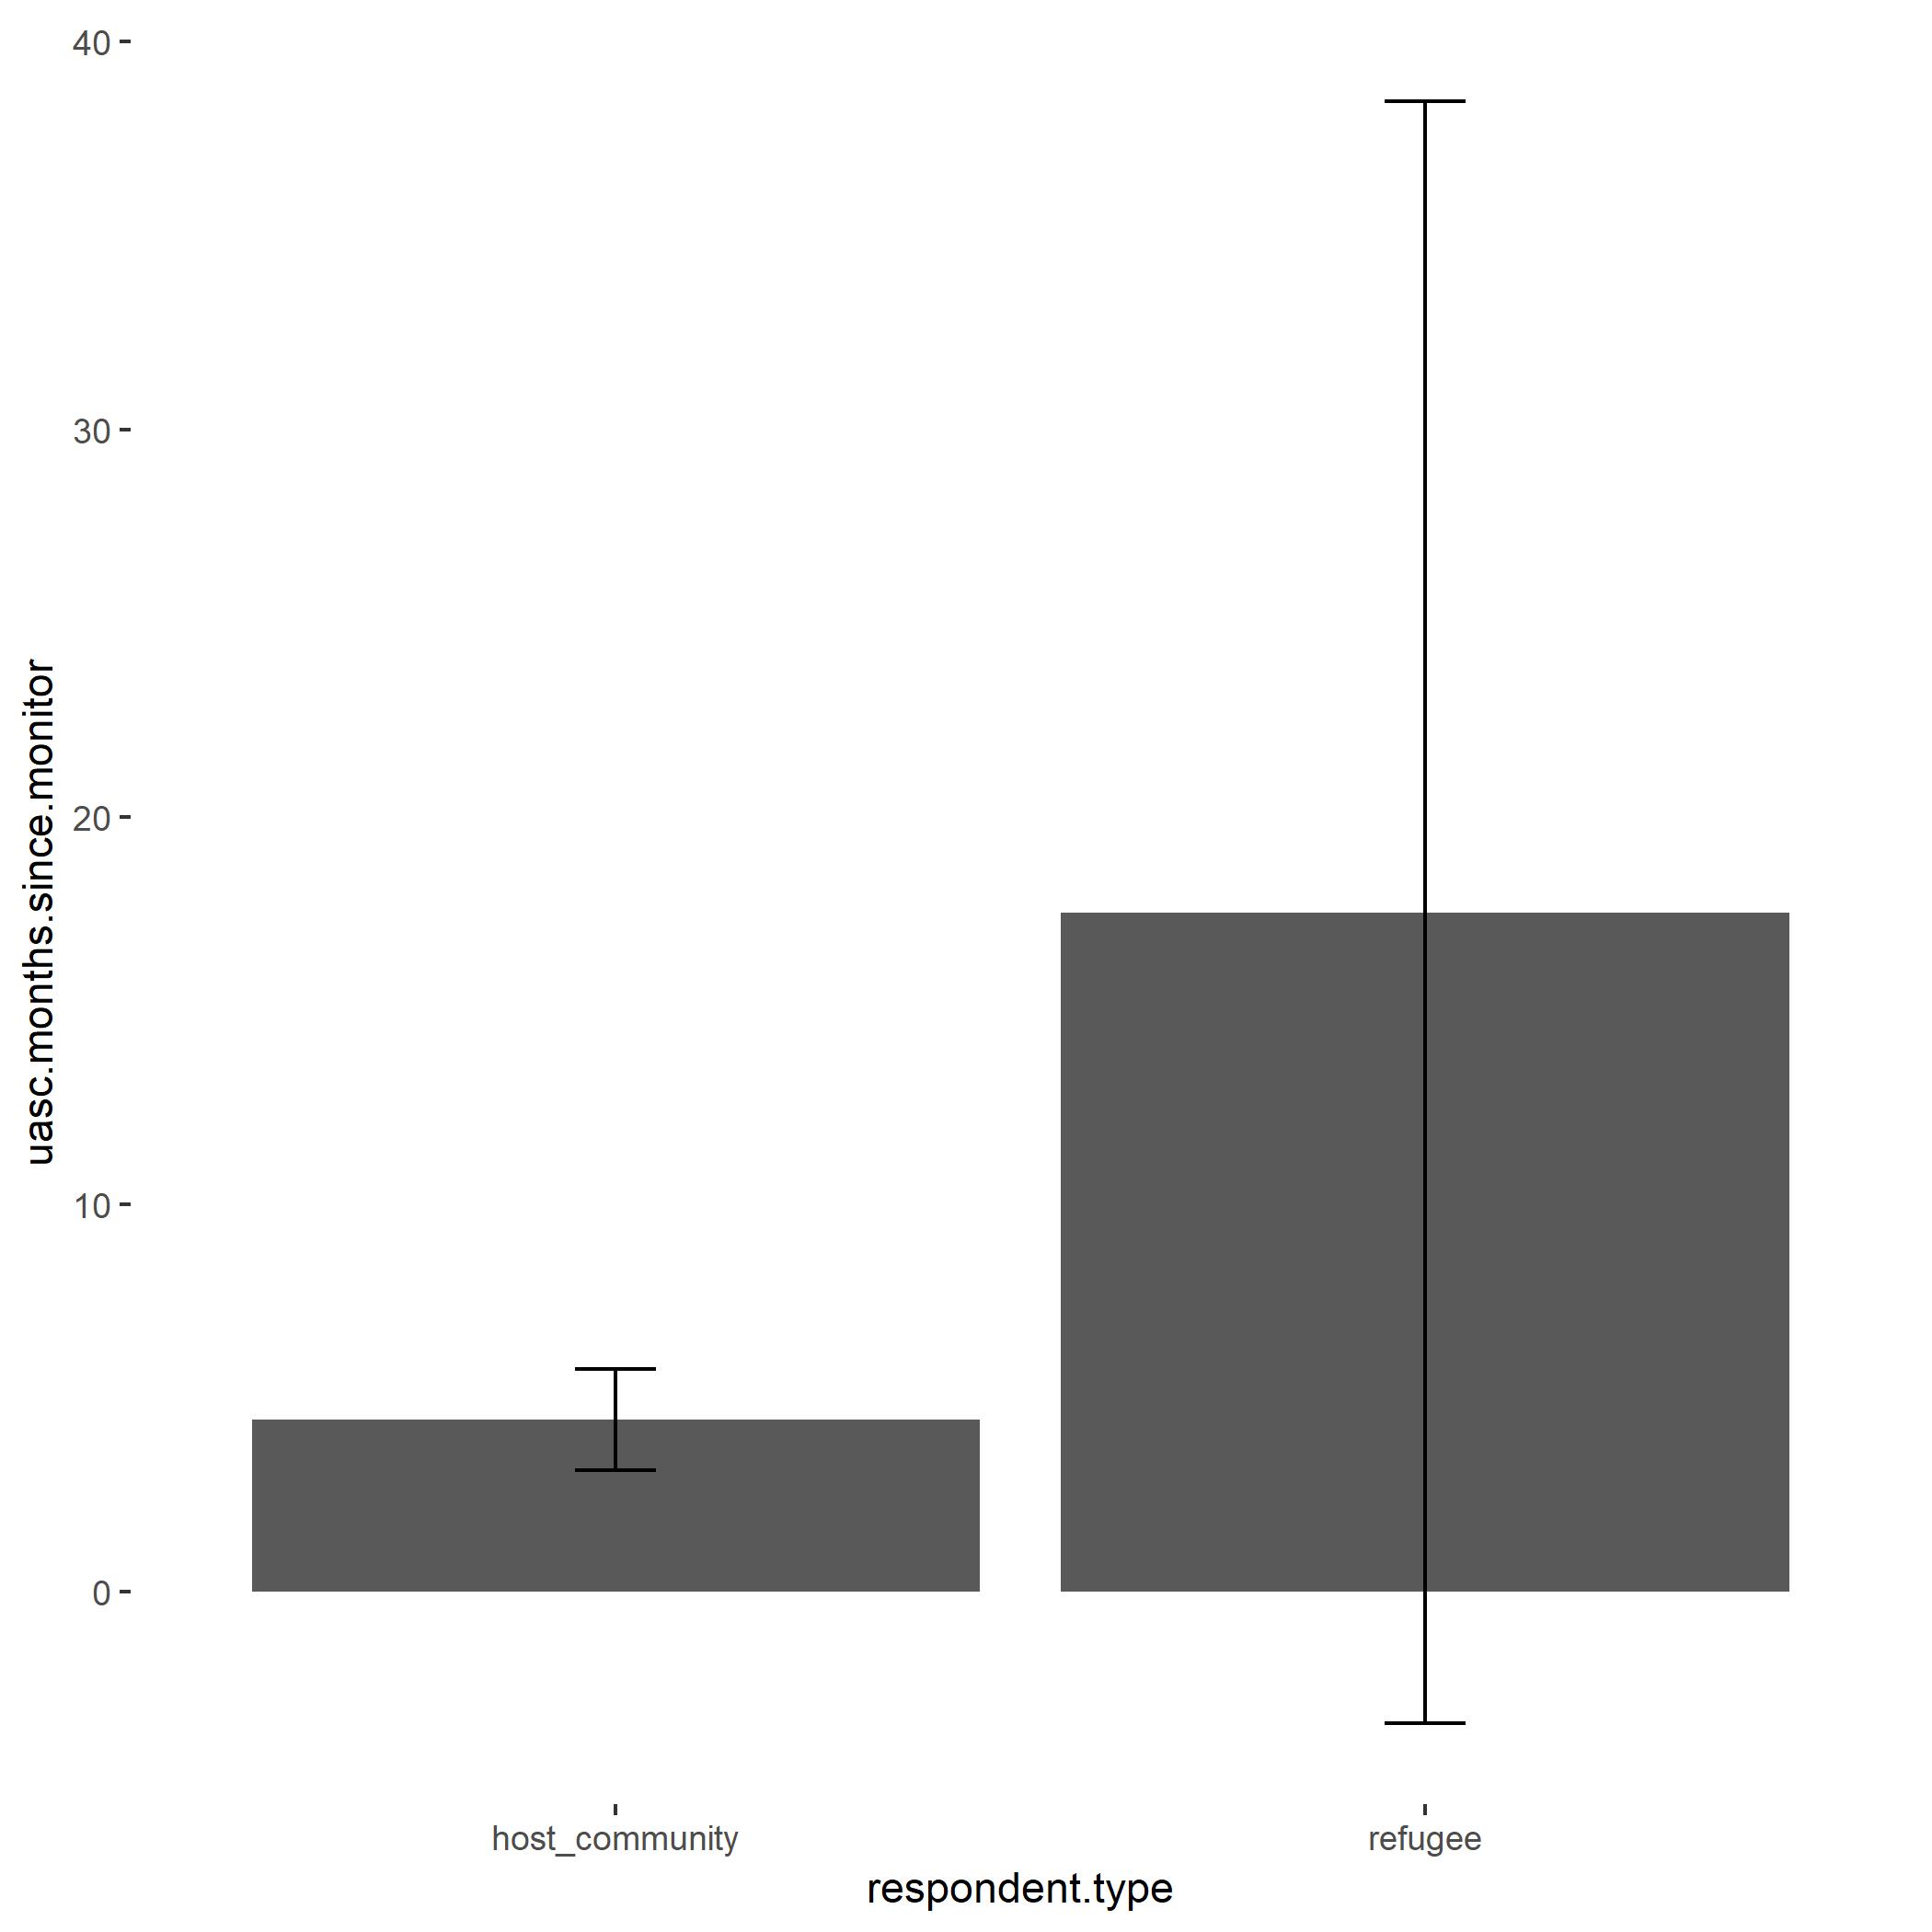 40
30
20
10
0
uasc.months.since.monitor
host_community
refugee
respondent.type